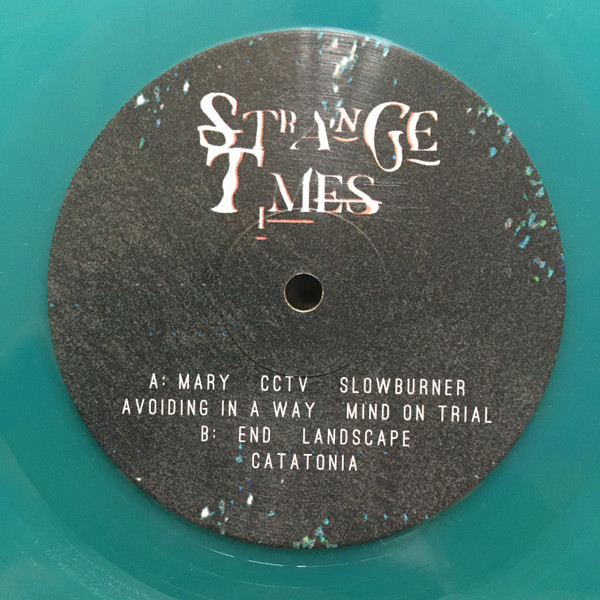 STRANGE
TIMES
A: MARY CCTV SLOWBURNER
AVOIDING IN A WAY MIND ON TRIAL
B: END LANDSCAPE
CATATONIA